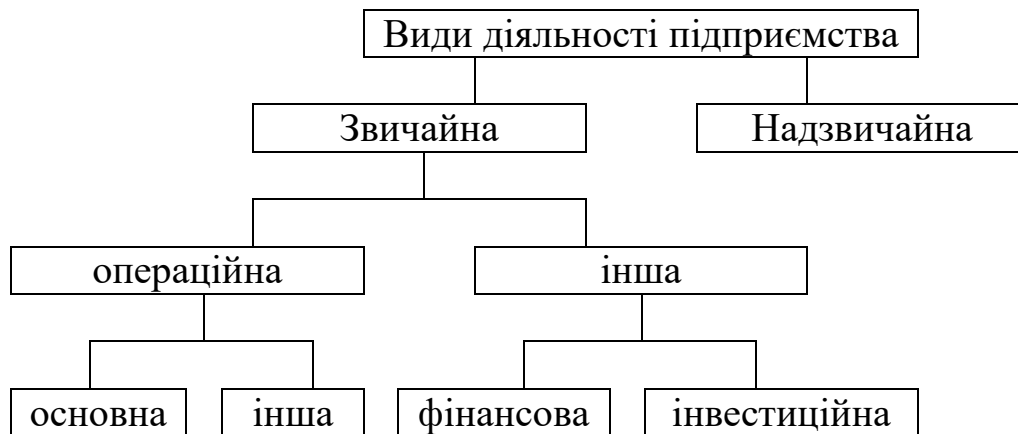 Види діяльності підприємства
Звичайна
Надзвичайна
операційна
інша
основна
інша
фінансова
інвестиційна